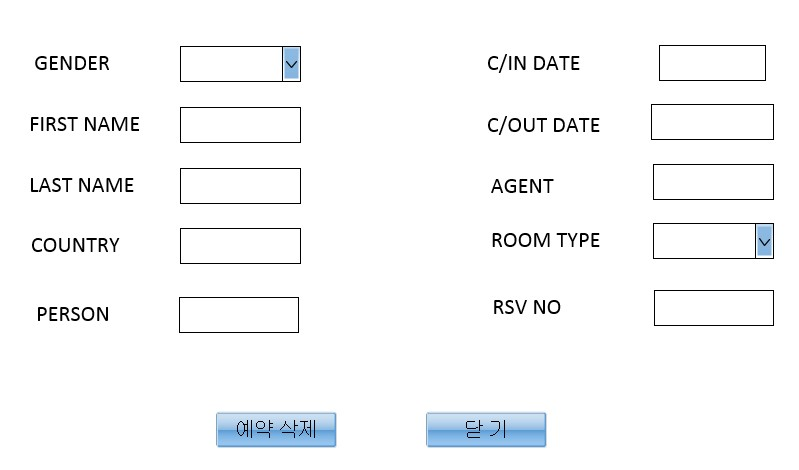 GENDER
C/IN DATE
FIRST NAME
C/OUT DATE
LAST NAME
AGENT
COUNTRY
ROOM TYPE
PERSON
RSV NO
예약 삭제
닫 기